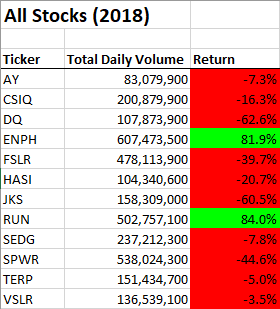 All Stocks (2018)
Ticker Total Daily Volume Return
AY 83,079,900 -7.3%
CSIQ 200,879,900 -16.3%
DQ 107,873,900 -62.6%
ENPH 607,473,500 81.9%
FSLR 478,113,900 -39.7%
HASI 104,340,600 -20.7%
JKS 158,309,000 -60.5%
RUN 502,757,100 84.0%
SEDG 237,212,300 -7.8%
SPWR 538,024,300 -44.6%
TERP 151,434,700 -5.0%
VSLR 136,539,100 -3.5%